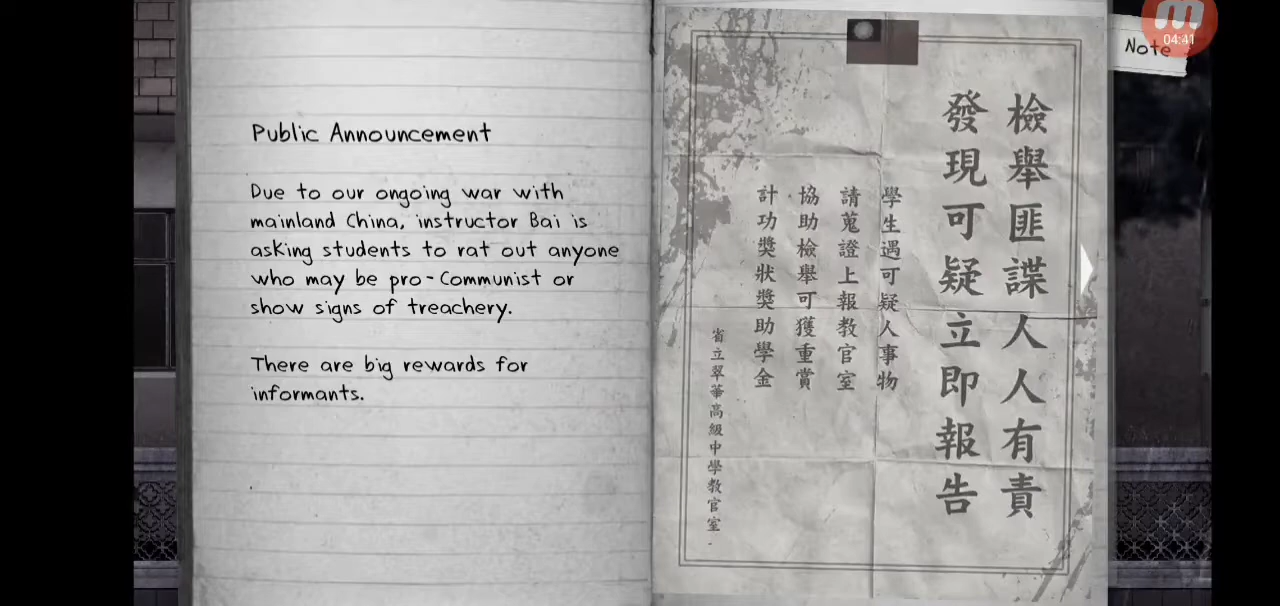 Public Announcement
Due to our ongoing war with
mainland China, instructor Bai is
asking students to rat out anyone
who may be pro-Communist or
show signs of treachery.
There are big rewards for
informants.
檢舉匪諜人人有責
發現可疑立即報告
學生遇可疑人事物
請蒐證上報教官室
協助檢舉可獲重賞
計功獎狀獎助學金
省立翠華高級中學教官室
Note
04:41